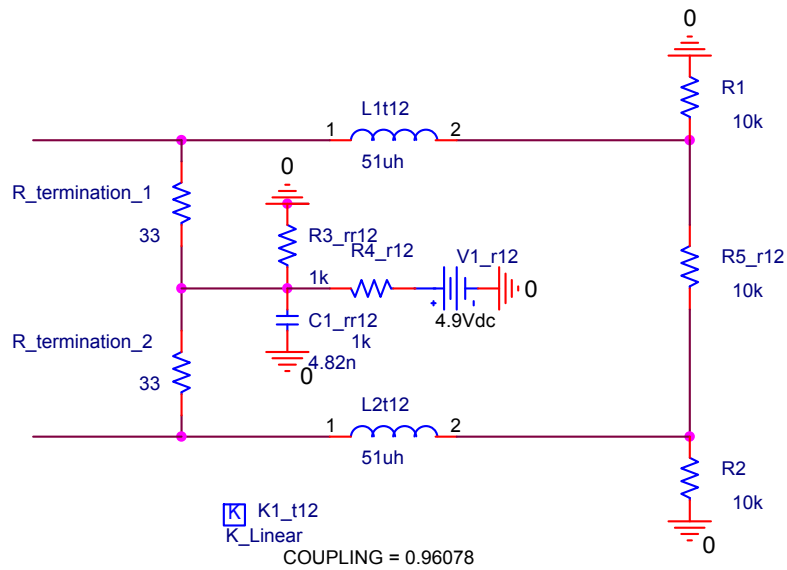 0
R1
10k
L1t12
1
2
51uh
R_termination_1
33
0
R3_rr12
1k
R4_r12
1k
V1_r12
4.9Vdc
+ -
0
R5_r12
10k
C1_rr12
4.82n
0
R_termination_2
33
L2t12
1
2
51uh
R2
10k
0
K K1_t12
K_Linear
COUPLING = 0.96078